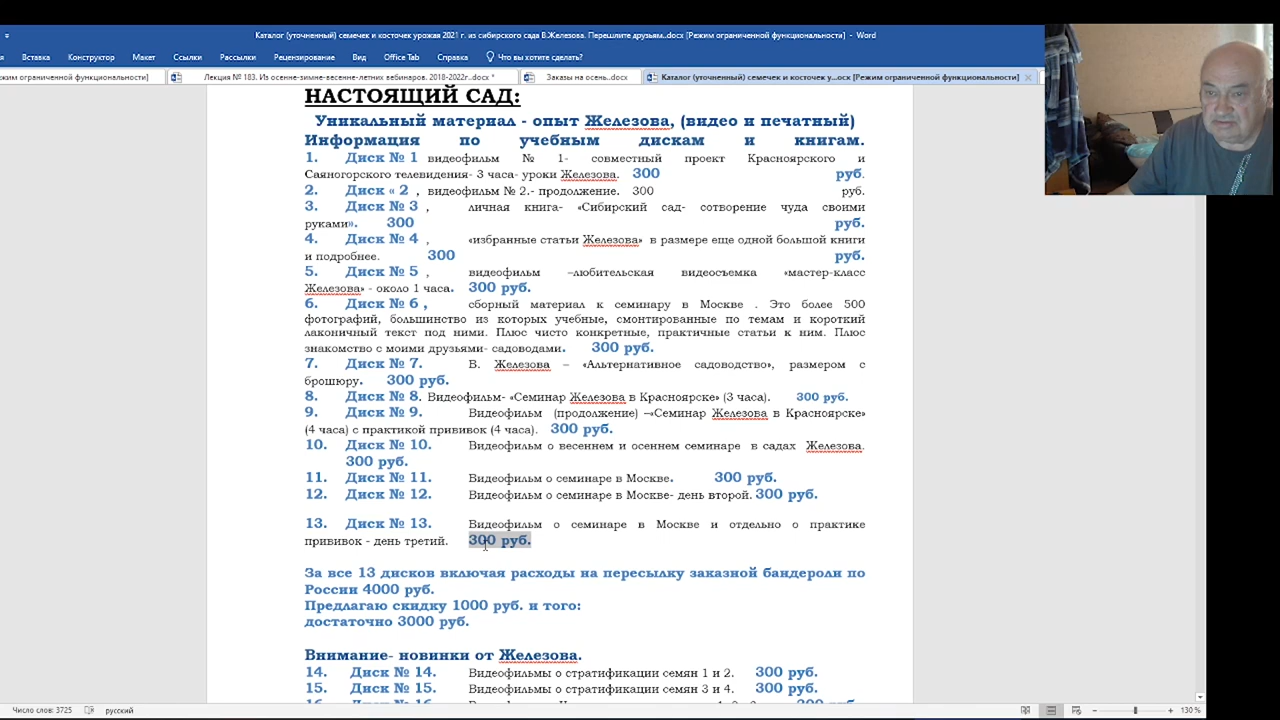 Каталог (уточненный) семечек и косточек урожая 2021 г. из сибирского сада В.Железова. Перешлите друзьям..docx [Режим ограниченной функциональности] - Word
Вставка Конструктор Макет Ссылки Рассылки Рецензирование Вид Office Tab Справка Что вы хотите сделать?
ежим ограниченной функциональности] Лекция № 183. Из осенне-зимне-весенне-летних вебинаров. 2018-2022г..docx * Заказы на осень..docx Каталог (уточненный) семечек и косточек у...оск [Режим ограниченной функциональности]
НАСТОЯЩИЙ САД:
Уникальный материал - опыт Железова, (видео и печатный)
Информация по учебным дискам и книгам.
1. Диск № 1 видеофильм № 1- совместный проект Красноярского и
Саяногорского телевидения- 3 часа- уроки Железова. 300 руб.
2. Диск « 2 , видеофильм № 2.- продолжение. 300 руб.
3. Диск № 3 , личная книга- «Сибирский сад- сотворение чуда своими
руками». 300 руб.
4. Диск № 4 , «избранные статьи Железова» в размере еще одной большой книги
и подробнее. 300 руб.
5. Диск № 5 , видеофильм –любительская видеосъемка «мастер-класс
Железова» - около 1 часа. 300 руб.
6. Диск № 6 , сборный материал к семинару в Москве . Это более 500
фотографий, большинство из которых учебные, смонтированные по темам и короткий
лаконичный текст под ними. Плюс чисто конкретные, практичные статьи к ним. Плюс
знакомство с моими друзьями- садоводами. 300 руб.
7. Диск № 7. В. Железова – «Альтернативное садоводство», размером с
брошюру. 300 руб.
8. Диск № 8. Видеофильм- «Семинар Железова в Красноярске» (3 часа). 300 руб.
9. Диск № 9. Видеофильм (продолжение) –«Семинар Железова в Красноярске»
(4 часа) с практикой прививок (4 часа). 300 руб.
10. Диск № 10. Видеофильм о весеннем и осеннем семинаре в садах Железова.
300 руб.
11. Диск № 11. Видеофильм о семинаре в Москве. 300 руб.
12. Диск № 12. Видеофильм о семинаре в Москве- день второй. 300 руб.
13. Диск № 13. Видеофильм о семинаре в Москве и отдельно о практике
прививок - день третий. 300 руб.
За все 13 дисков включая расходы на пересылку заказной бандероли по
России 4000 руб.
Предлагаю скидку 1000 руб. и того:
достаточно 3000 руб.
Внимание- новинки от Железова.
14. Диск № 14. Видеофильмы о стратификации семян 1 и 2. 300 руб.
15. Диск № 15. Видеофильмы о стратификации семян 3 и 4. 300 руб.
Число слов: 3725 русский 130 %